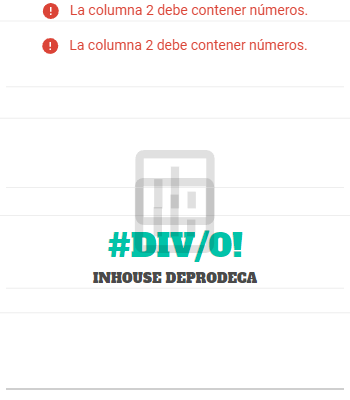 La columna 2 debe contener números.
La columna 2 debe contener números.
#DIV/0!
INHOUSE DEPRODECA